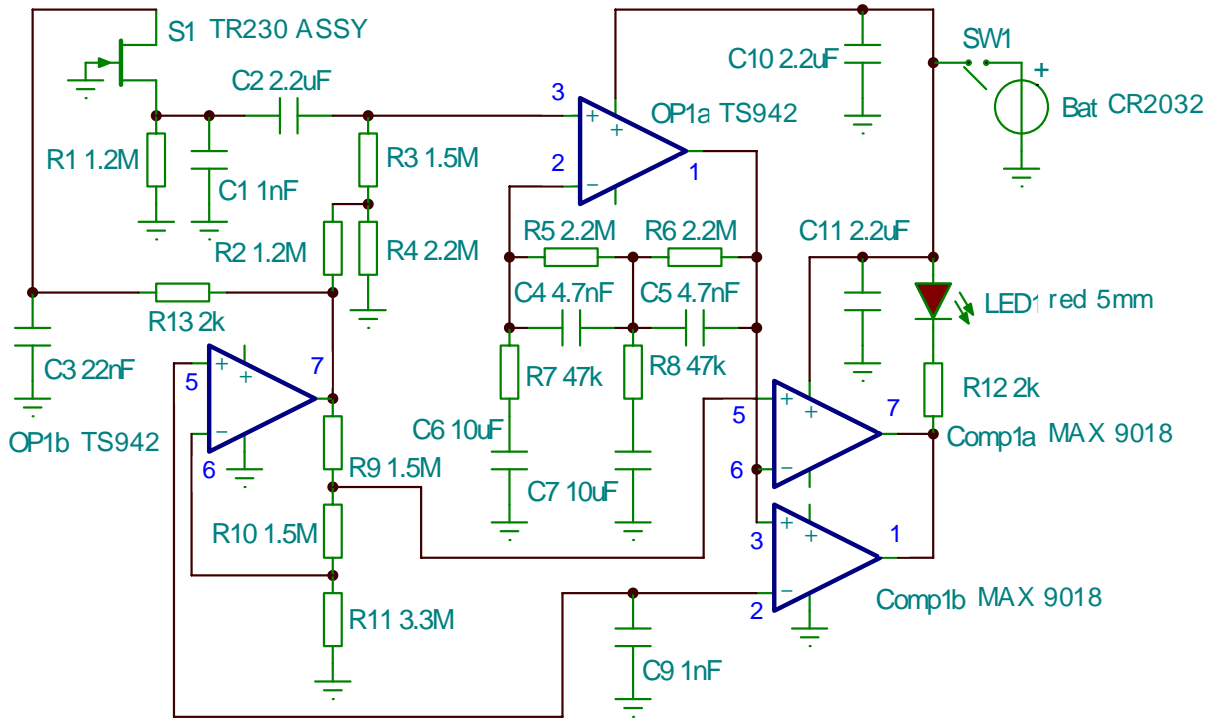 S1 TR230 ASSY
C2 2.2uF
R1 1.2M
C1 1nF
R3 1.5M
R2 1.2M
R4 2.2M
R13 2k
C3 22nF
3
2
1
OP1a TS942
C10 2.2uF
SW1
+
Bat CR2032
R5 2.2M
R6 2.2M
C4 4.7nF
C5 4.7nF
R7 47k
R8 47k
C6 10uF
C7 10uF
C11 2.2uF
LED1 red 5mm
R12 2k
5
6
7
OP1b TS942
R9 1.5M
R10 1.5M
R11 3.3M
5
6
7
Comp1a MAX 9018
3
2
1
Comp1b MAX 9018
C9 1nF